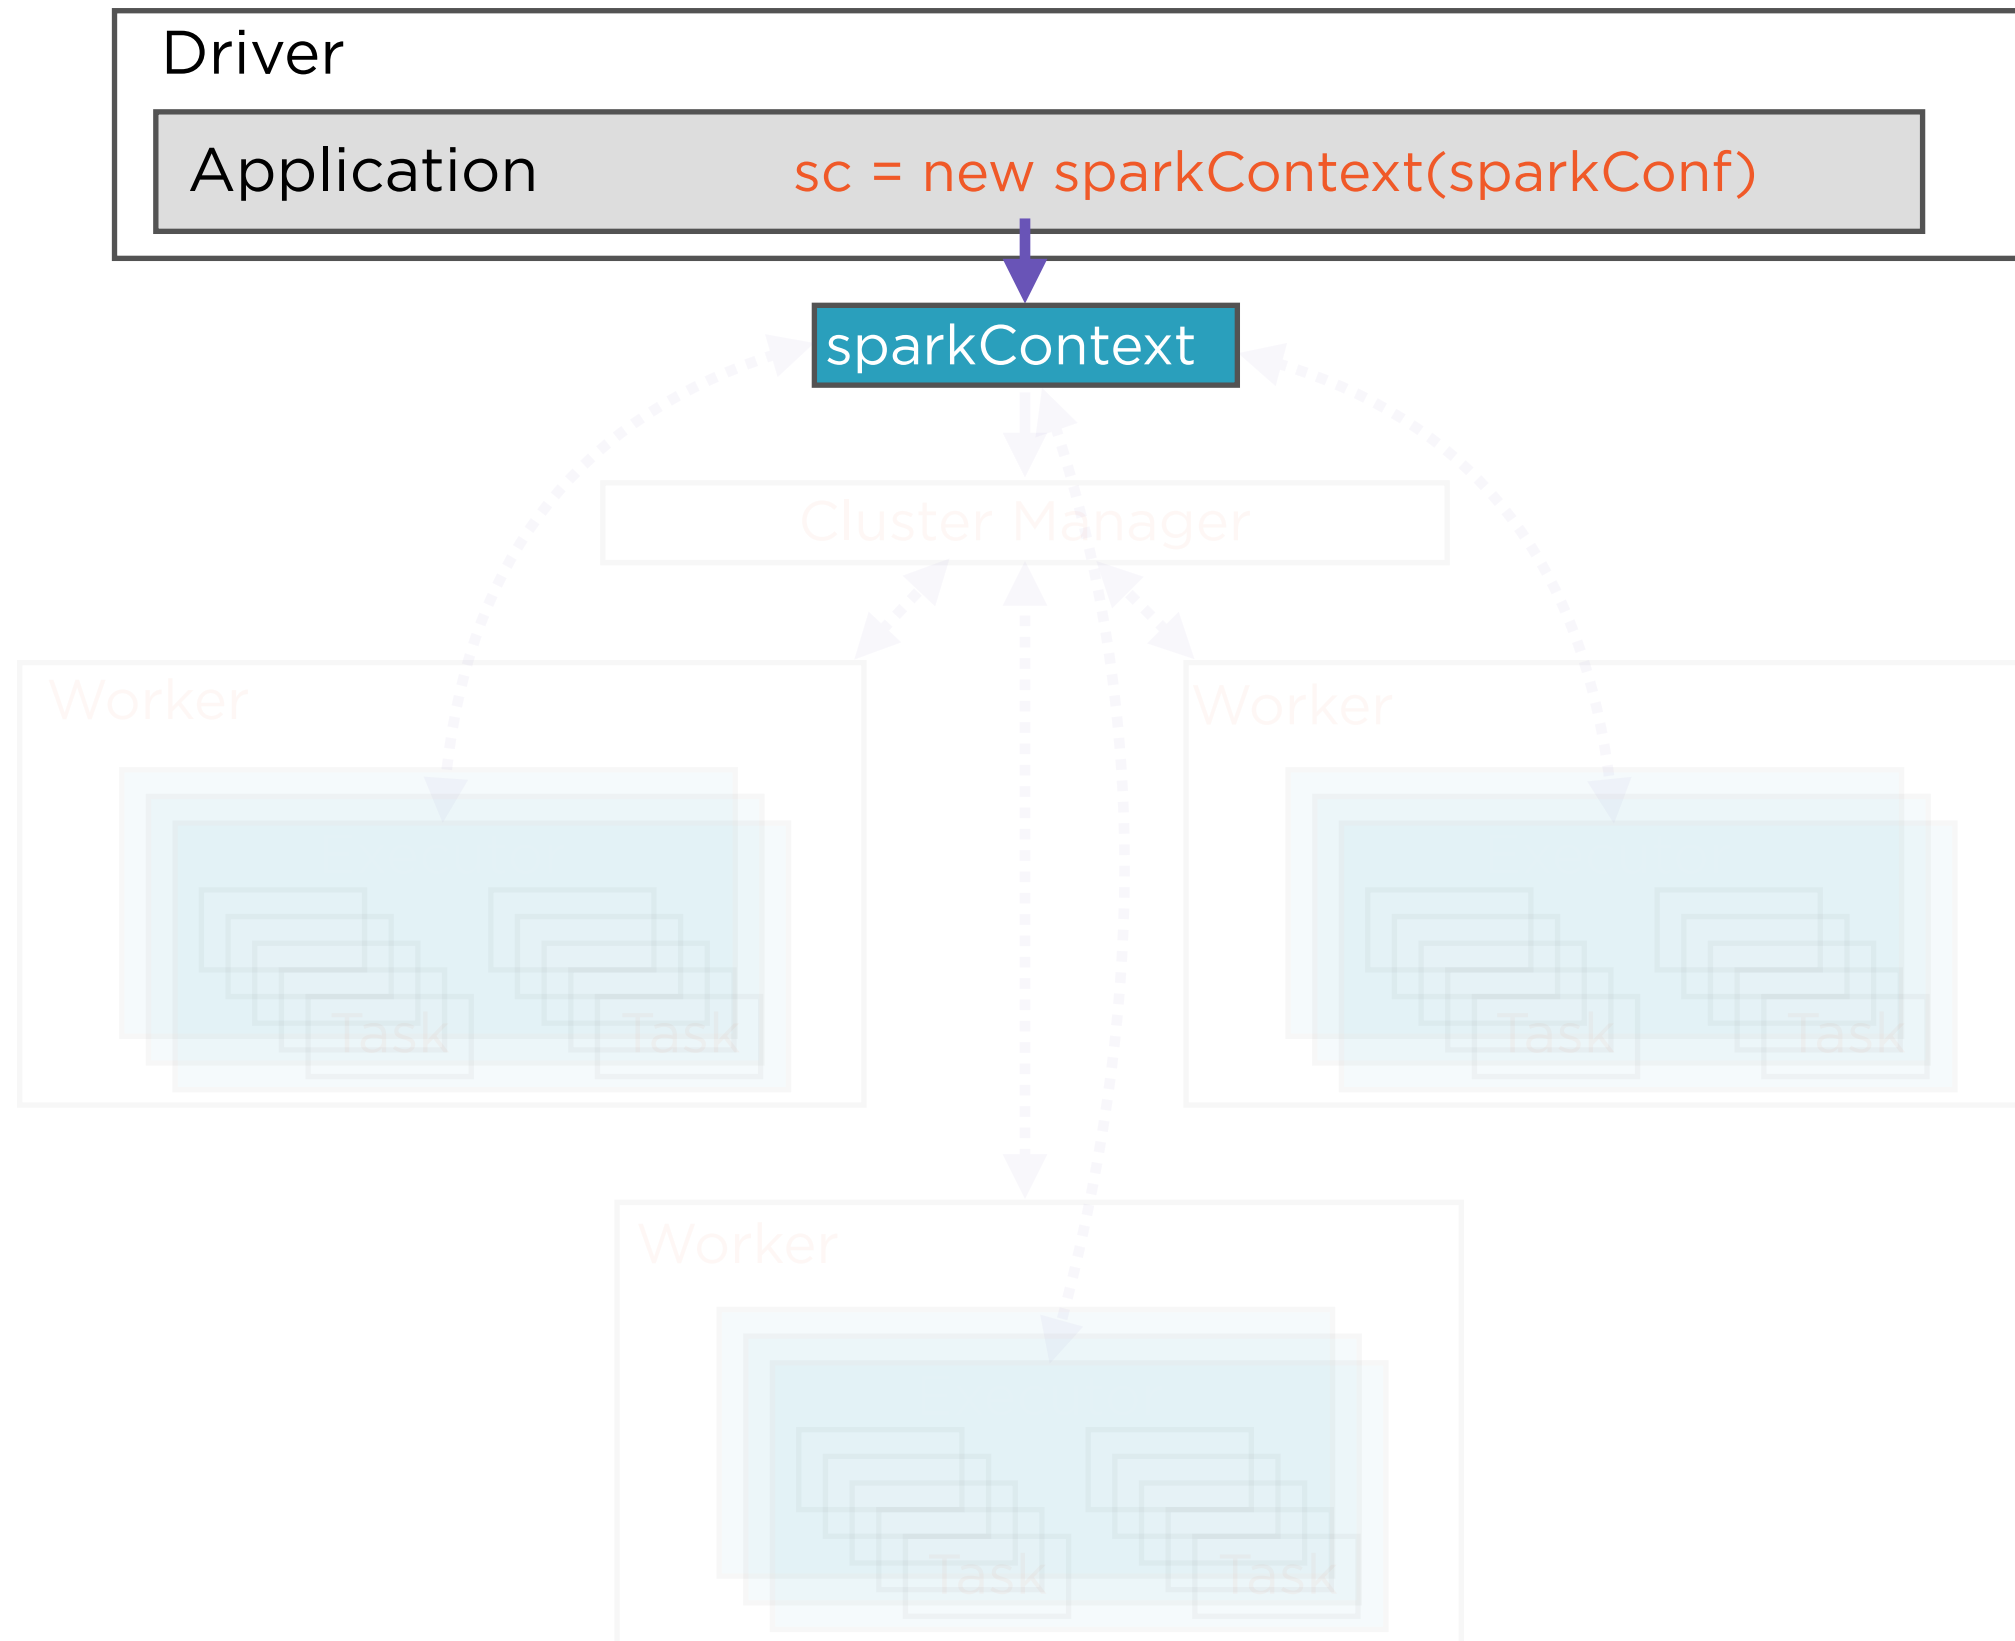 Driver
Application sc = new sparkContext(sparkConf)
sparkContext
Cluster Manager
Worker
Worker
Task Task Task Task
Worker
Task Task